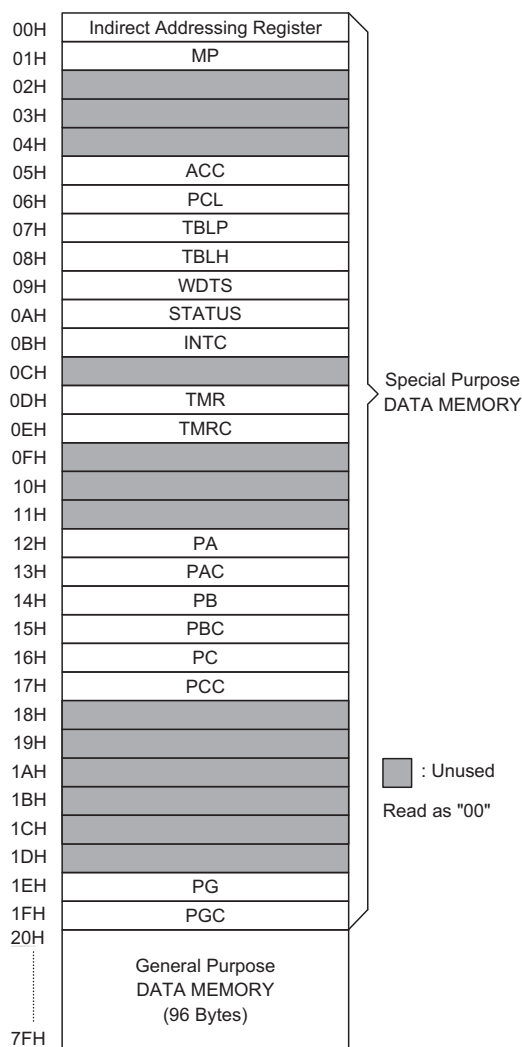 00H Indirect Addressing Register
01H MP
02H
03H
04H
05H ACC
06H PCL
07H TBLP
08H TBLH
09H WDTS
0AH STATUS
0BH INTC
0CH
Special Purpose
DATA MEMORY
0DH TMR
0EH TMRC
0FH
10H
11H
12H PA
13H PAC
14H PB
15H PBC
16H PC
17H PCC
18H
19H
1AH
: Unused
1BH
Read as "00"
1CH
1DH
1EH PG
1FH PGC
20H
General Purpose
DATA MEMORY
(96 Bytes)
7FH